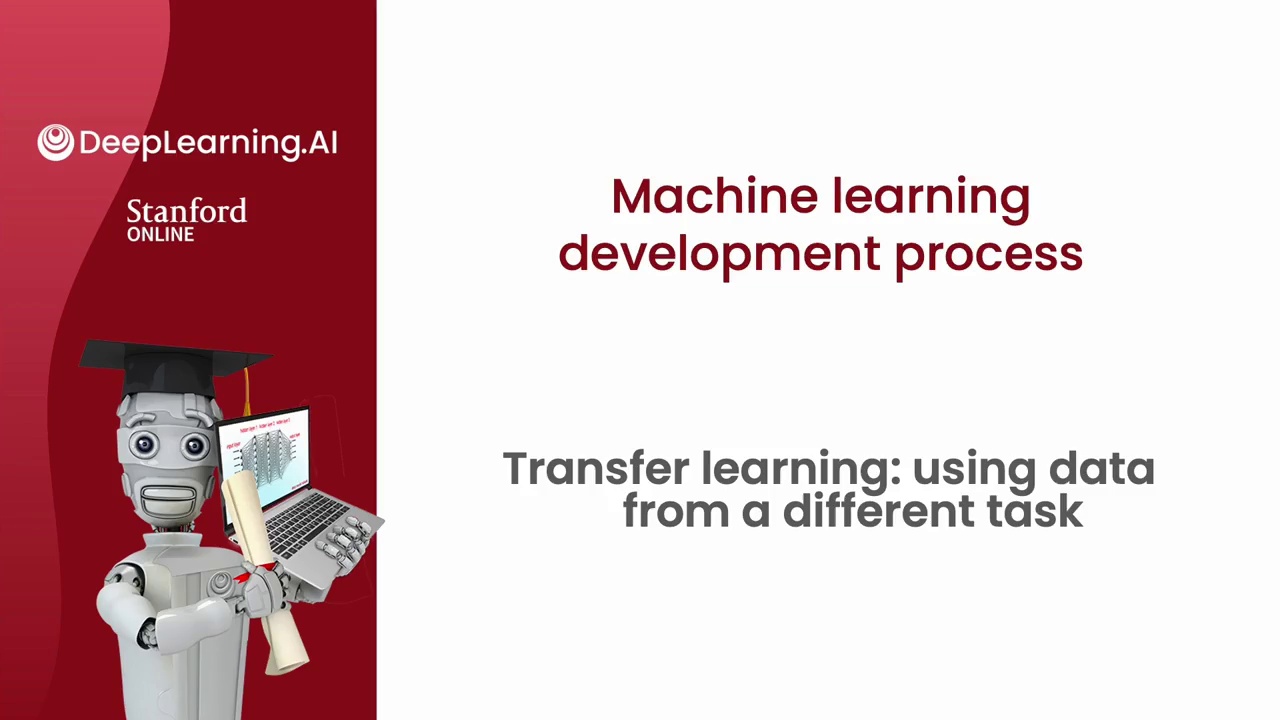 DeepLearning.AI
Stanford
ONLINE
Machine learning
development process
Transfer learning: using data
from a different task